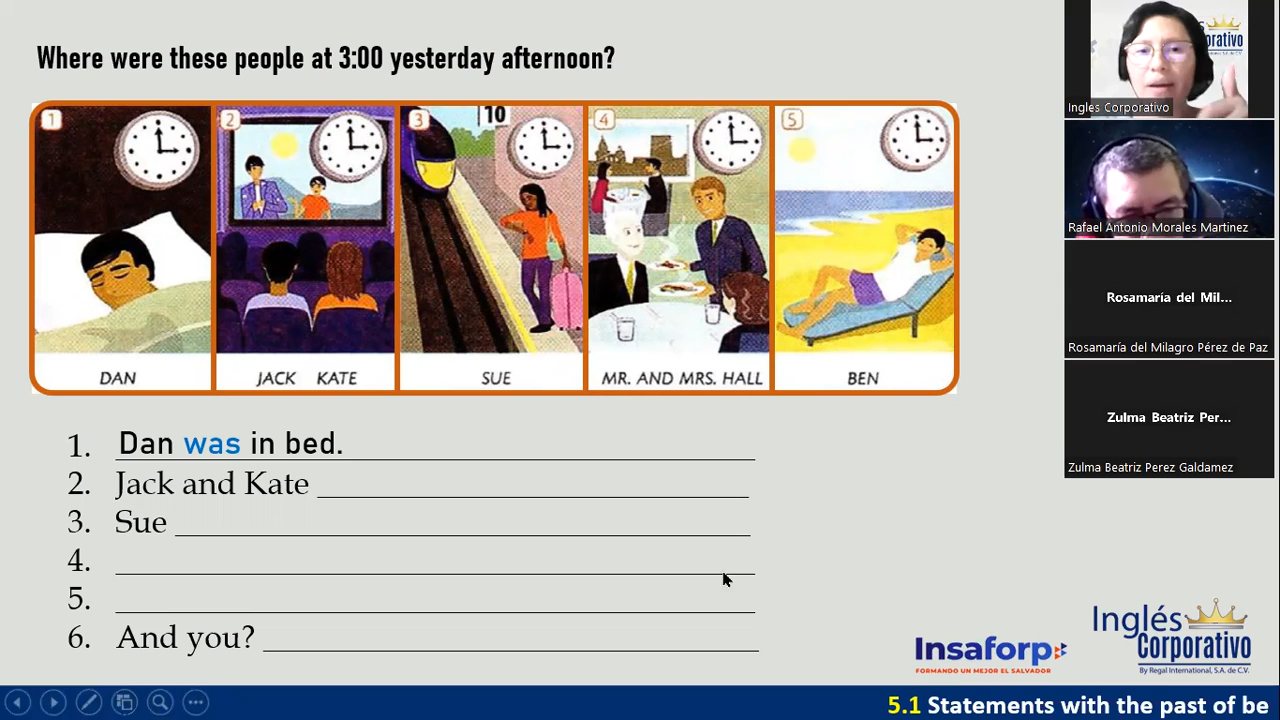 Where were these people at 3:00 yesterday afternoon?
1
2
3
10
4
5
DAN
JACK KATE
SUE
MR. AND MRS. HALL
BEN
1. Dan was in bed.
2. Jack and Kate
3. Sue
4.
5.
6. And you?
Ingles Corporativo
orativo
Rafael Antonio Morales Martinez
Rosamaría del Mil...
Rosamaría del Milagro Pérez de Paz
Zulma Beatriz Per...
Zulma Beatriz Perez Galdamez
Insaforp
FORMANDO UN MEJOR EL SALVADOR
Inglés
Corporativo
By Regal International, S.A. de C.V.
5.1 Statements with the past of be